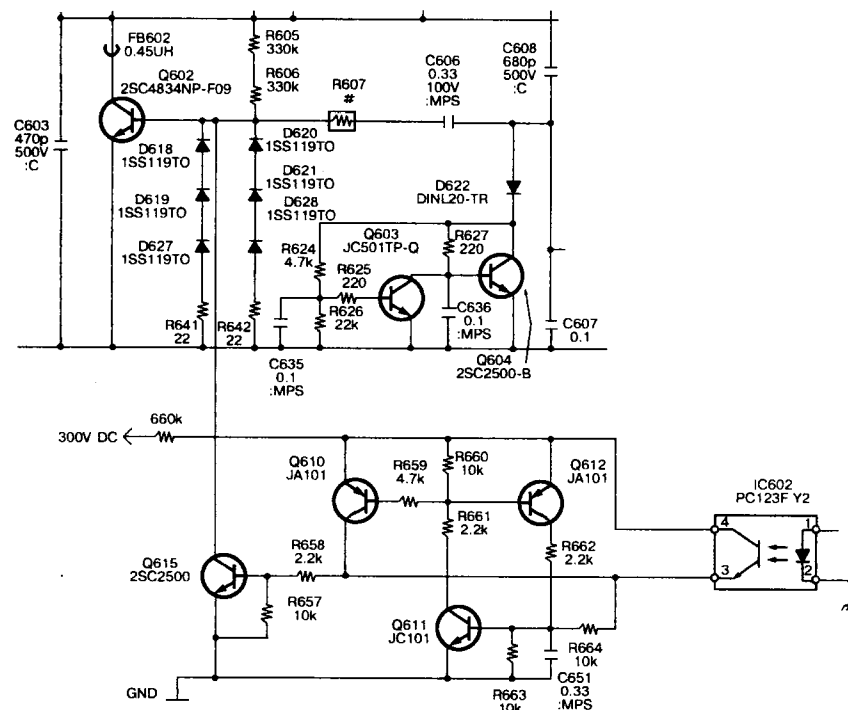 FB602
0.45UH
Q602
2SC4834NP-F09
R605
330k
R606
330k
R607
#
C606
0.33
100V
:MPS
C608
680p
500V
:C
C603
470p
500V
:C
D618
1SS119TO
D619
1SS119TO
D627
1SS119TO
D620
1SS119TO
D621
1SS119TO
D628
1SS119TO
D622
DINL20-TR
Q603
JC501TP-Q
R627
220
R624
4.7k
R625
220
R626
22k
R641
22
R642
22
C635
0.1
:MPS
C636
0.1
:MPS
C607
0.1
Q604
2SC2500-B
660k
300V DC
Q610
JA101
R659
4.7k
R660
10k
Q612
JA101
IC602
PC123F Y2
4
1
3
2
R661
2.2k
R662
2.2k
Q615
2SC2500
R658
2.2k
R657
10k
Q611
JC101
R664
10k
GND
R663
10k
C651
0.33
:MPS